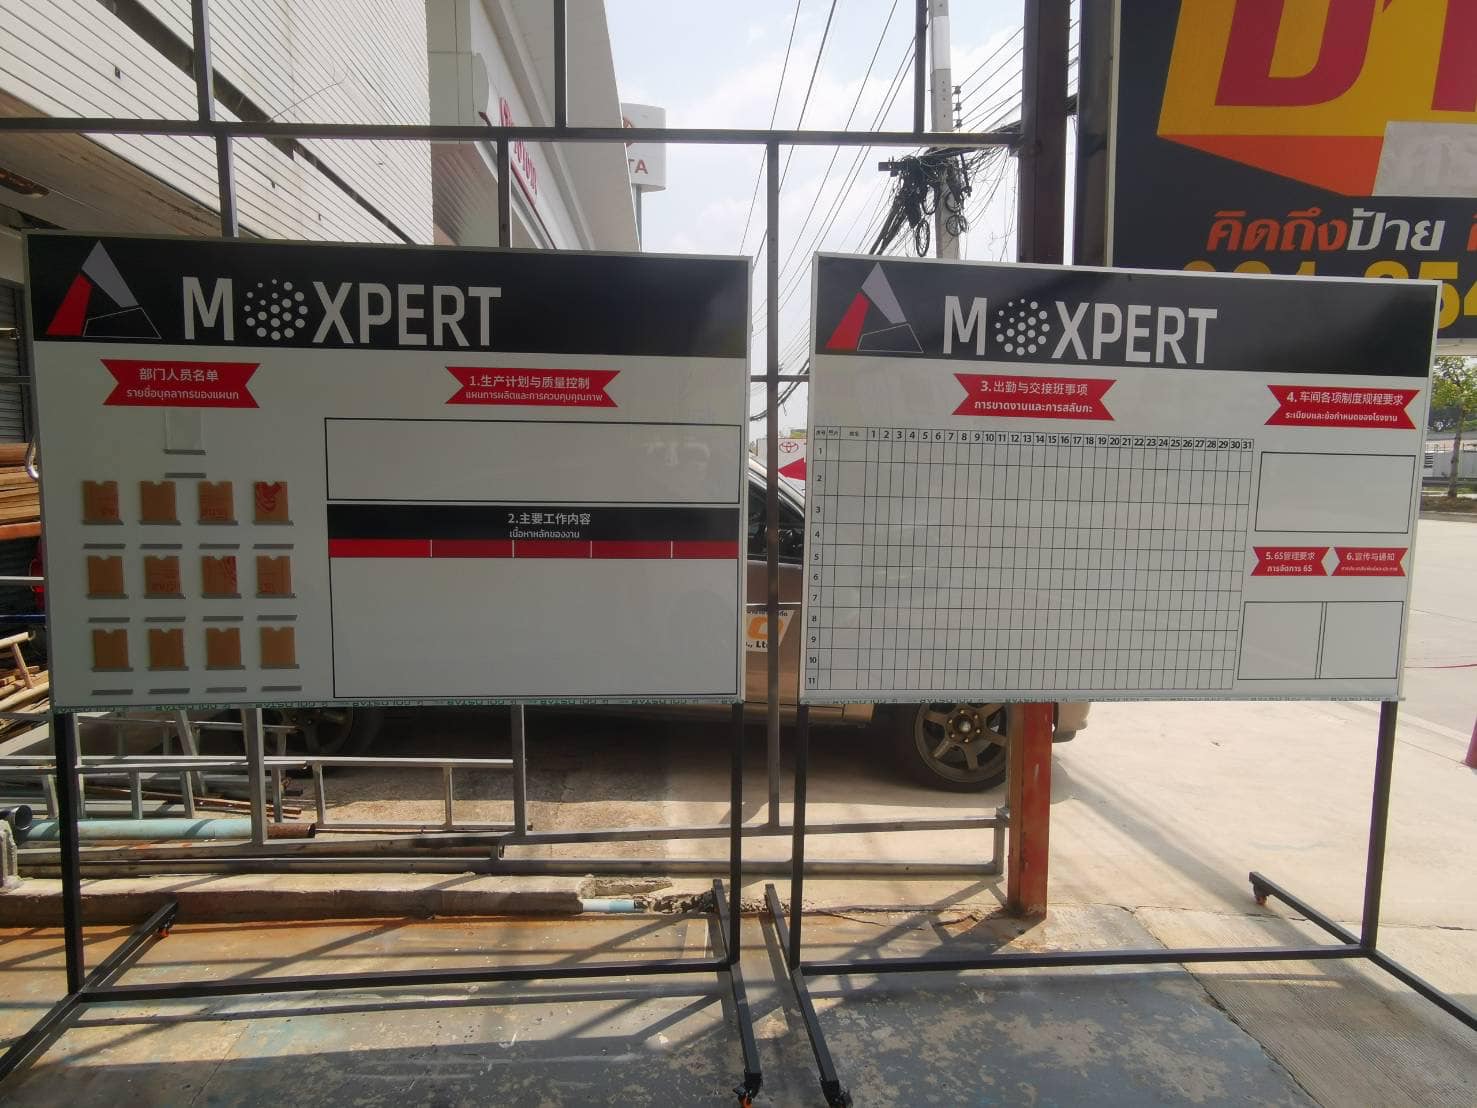 MOXPERT
部门人员名单
รายชื่อบุคลากรของแผนก
1.生产计划与质量控制
แผนการผลิตและการควบคุมคุณภาพ
2.主要工作内容
เนื้อหาหลักของงาน
MOXPERT
3.出勤与交接班事项
การขาดงานและการสลับกะ
4.车间各项制度规程要求
ระเบียบและข้อกำหนดของโรงงาน
1 2 3 4 5 6 7 8 9 10 11 12 13 14 15 16 17 18 19 20 21 22 23 24 25 26 27 28 29 30 31
1
2
3
4
5
6
7
8
9
10
11
5.6S管理要求
การจัดการ 6S
6.宣传与通知
คิดถึงป้าย
TA